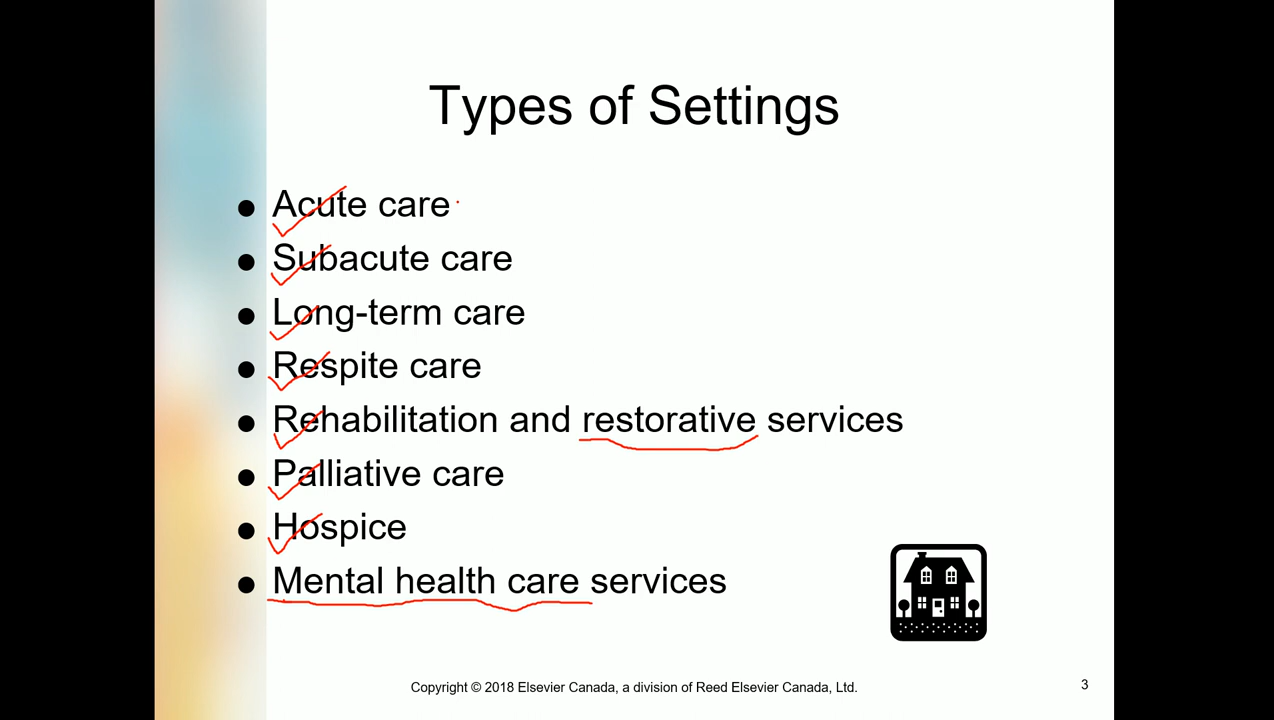 Types of Settings
● Acute care
● Subacute care
● Long-term care
● Respite care
● Rehabilitation and restorative services
● Palliative care
● Hospice
● Mental health care services
Copyright © 2018 Elsevier Canada, a division of Reed Elsevier Canada, Ltd.
3